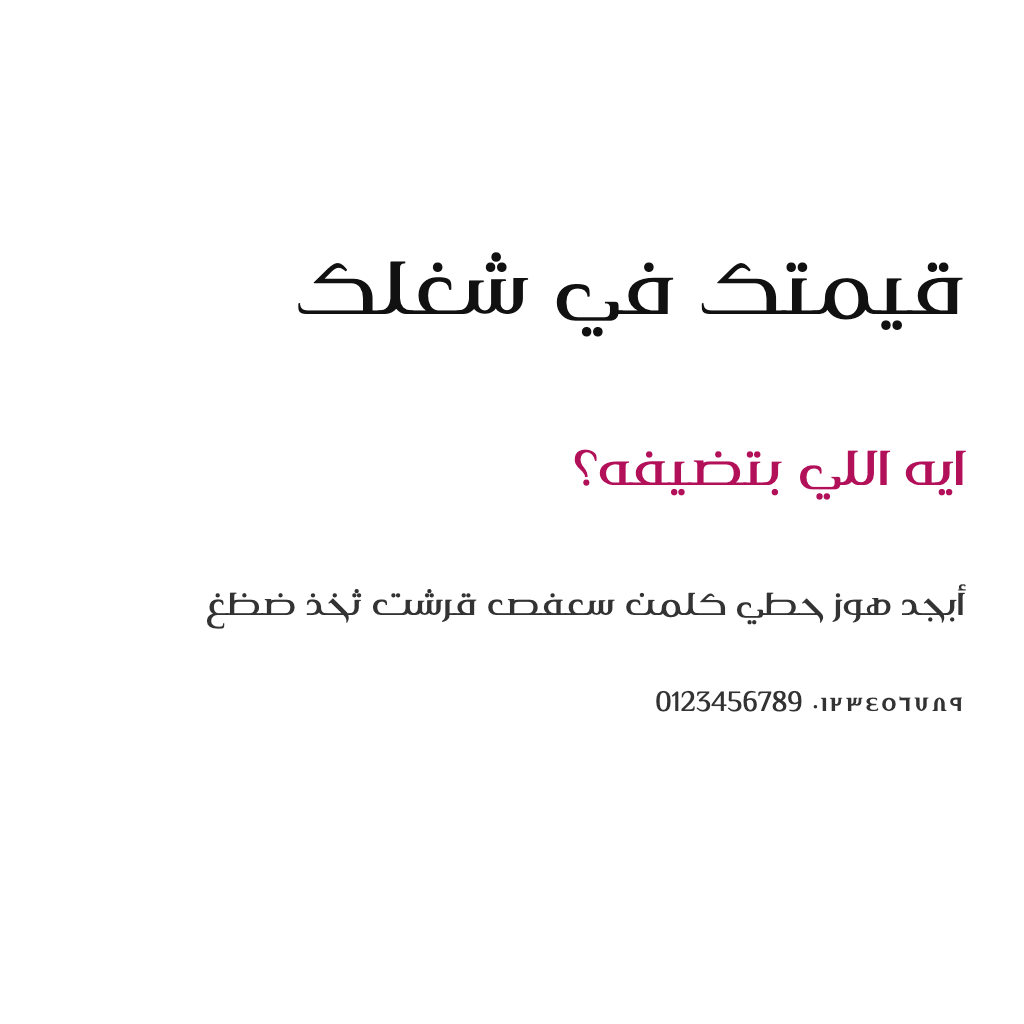 قيمتك في شغلك
ايه اللي بتضيفه؟
أبجد هوز حطي كلمن سعفص قرشت ثخذ ضظغ
0123456789 ٠١٢٣٤٥٦٧٨٩